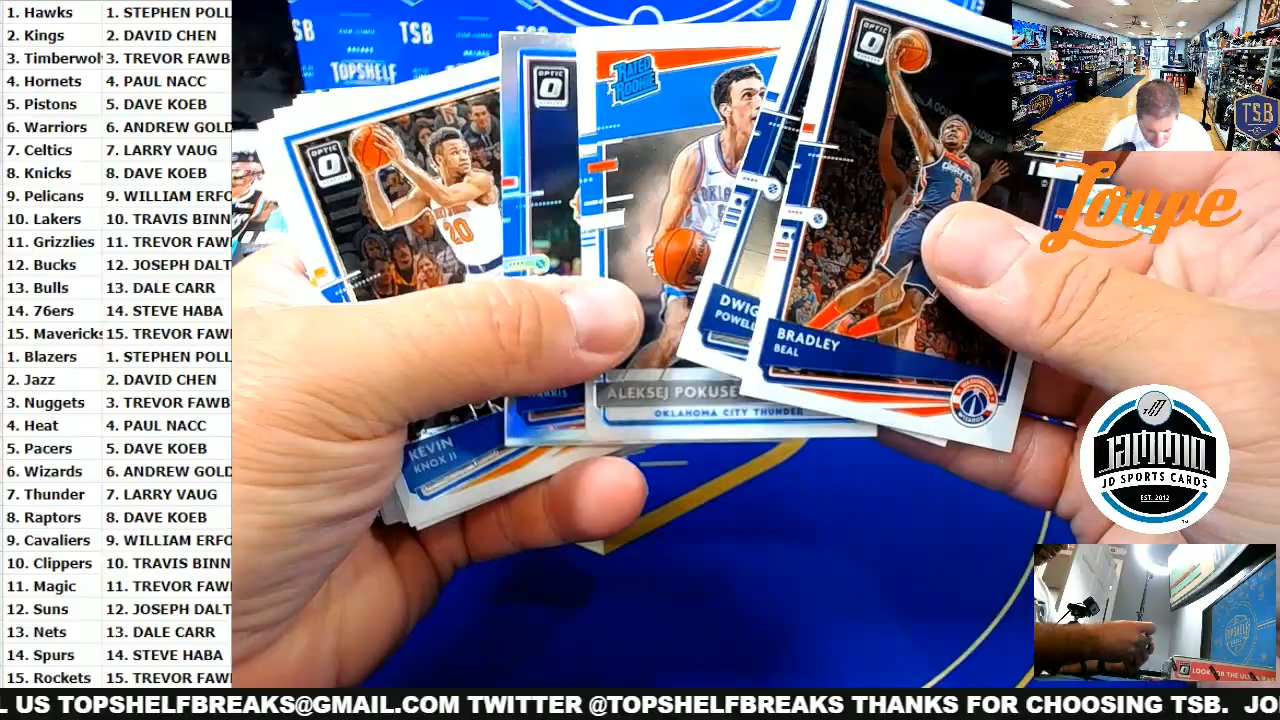 1. Hawks 1. STEPHEN POLL
2. Kings 2. DAVID CHEN
3. Timberwol 3. TREVOR FAWB
4. Hornets 4. PAUL NACC
5. Pistons 5. DAVE KOEB
6. Warriors 6. ANDREW GOLD
7. Celtics 7. LARRY VAUG
8. Knicks 8. DAVE KOEB
9. Pelicans 9. WILLIAM ERFO
10. Lakers 10. TRAVIS BINN
11. Grizzlies 11. TREVOR FAW
12. Bucks 12. JOSEPH DALT
13. Bulls 13. DALE CARR
14. 76ers 14. STEVE HABA
15. Mavericks 15. TREVOR FAW
1. Blazers 1. STEPHEN POLL
2. Jazz 2. DAVID CHEN
3. Nuggets 3. TREVOR FAWB
4. Heat 4. PAUL NACC
5. Pacers 5. DAVE KOEB
6. Wizards 6. ANDREW GOLD
7. Thunder 7. LARRY VAUG
8. Raptors 8. DAVE KOEB
9. Cavaliers 9. WILLIAM ERFO
10. Clippers 10. TRAVIS BINN
11. Magic 11. TREVOR FAW
12. Suns 12. JOSEPH DALT
13. Nets 13. DALE CARR
14. Spurs 14. STEVE HABA
15. Rockets 15. TREVOR FAW
TSB
TOPSHELF
OPTIC
20
KEVIN
KNOX II
OPTIC
RATED
ROOKIE
ALEKSEJ POKUSE
OKLAHOMA CITY THUNDER
DWIG
POWELL
OPTIC
3
BRADLEY
BEAL
WASHINGTON
WIZARDS
TSB
Loupe
JAMMIN
JD SPORTS CARDS
EST. 2012
TOPSHELF
L US TOPSHELFBREAKS@GMAIL.COM TWITTER @TOPSHELFBREAKS THANKS FOR CHOOSING TSB. JO